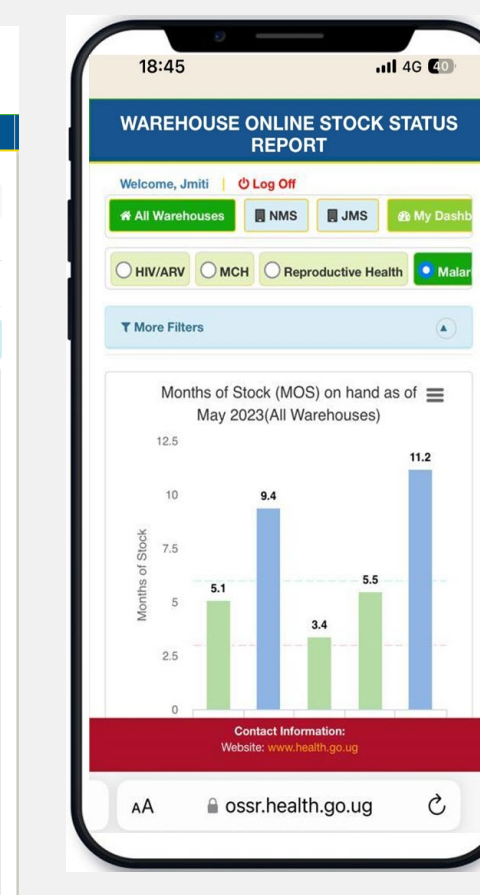 18:45
4G 40
WAREHOUSE ONLINE STOCK STATUS
REPORT
Welcome, Jmiti | Log Off
All Warehouses NMS JMS My Dashb
HIV/ARV MCH Reproductive Health Malar
More Filters
Months of Stock (MOS) on hand as of
May 2023(All Warehouses)
Months of Stock
12.5
10
7.5
5
2.5
0
5.1
9.4
3.4
5.5
11.2
Contact Information:
Website: www.health.go.ug
AA ossr.health.go.ug